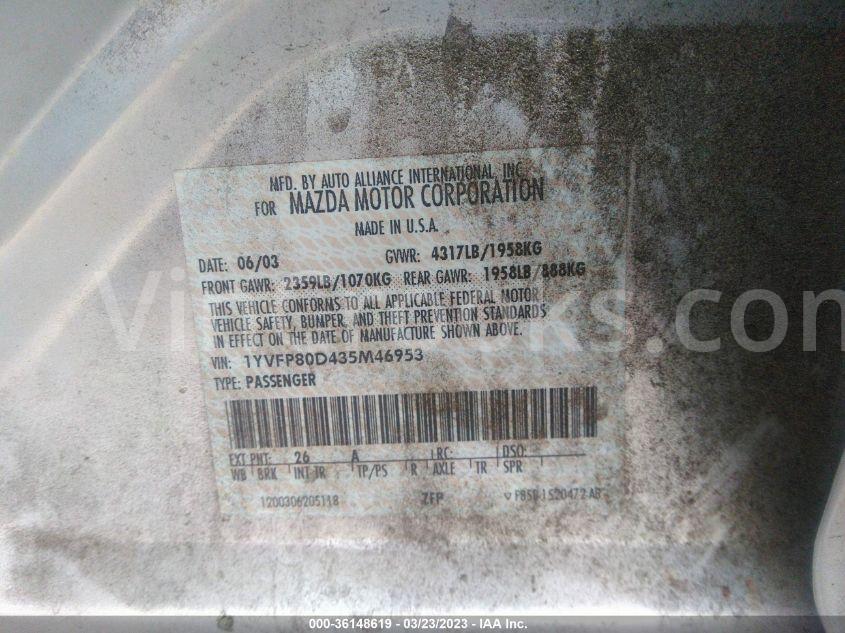 MFD. BY AUTO ALLIANCE INTERNATIONAL, INC
FOR MAZDA MOTOR CORPORATION
MADE IN U.S.A.
DATE: 06/03 GVWR: 4317LB/1958KG
FRONT GAWR: 2359LB/1070KG REAR GAWR: 1958LB/888KG
THIS VEHICLE CONFORMS TO ALL APPLICABLE FEDERAL MOTOR
VEHICLE SAFETY, BUMPER, AND THEFT PREVENTION STANDARDS
IN EFFECT ON THE DATE OF MANUFACTURE SHOWN ABOVE.
VIN: 1YVFP80D435M46953
TYPE: PASSENGER
EXT PNT: 26 A RC: DSO:
WB BRK INT TR TP/PS R AXLE TR SPR
1200306205118 ZFP
000-36148619 - 03/23/2023 - IAA Inc.